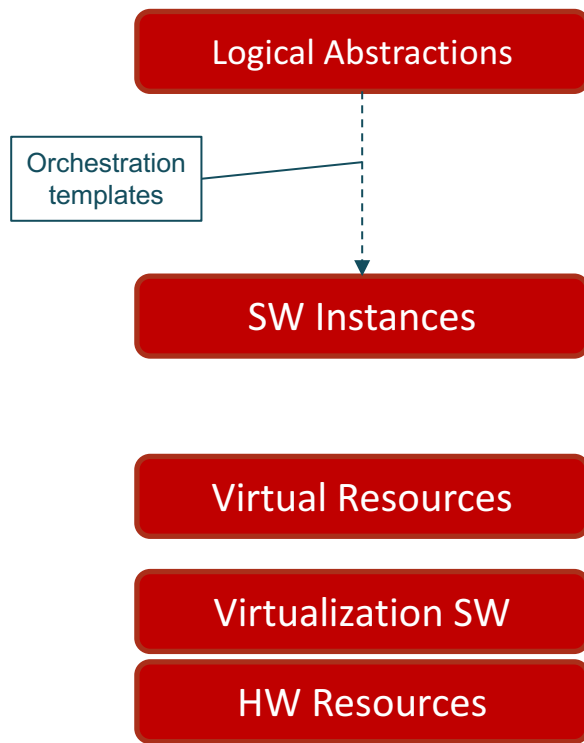 Logical Abstractions
Orchestration
templates
SW Instances
Virtual Resources
Virtualization SW
HW Resources